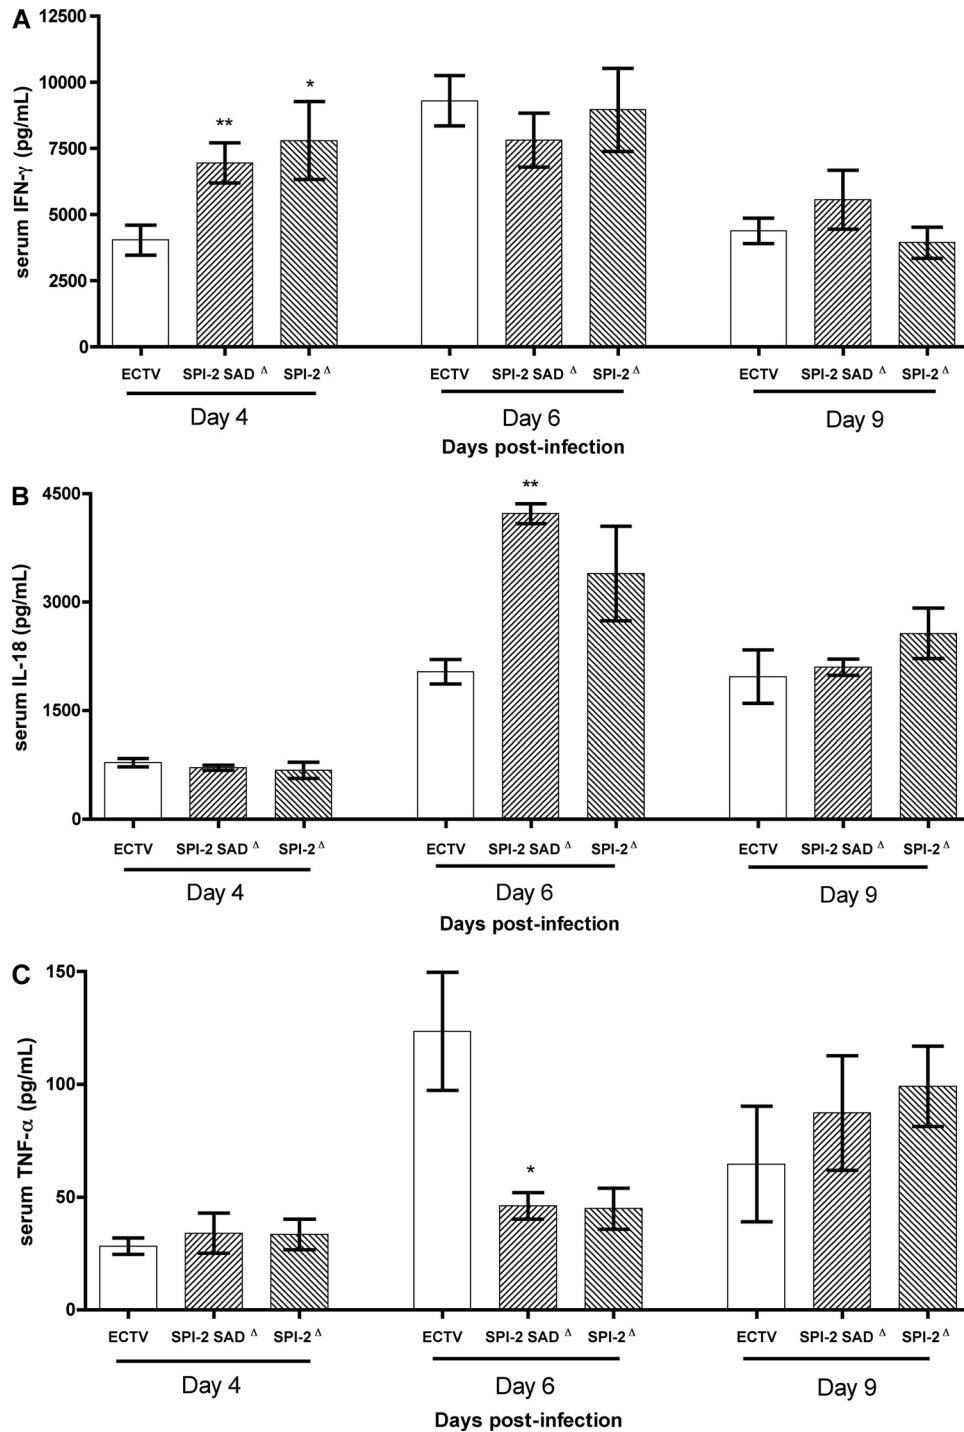 A
serum IFN-γ (pg/mL)
12500
10000
7500
5000
2500
0
** *
ECTV SPI-2 SAD Δ SPI-2 Δ ECTV SPI-2 SAD Δ SPI-2 Δ ECTV SPI-2 SAD Δ SPI-2 Δ
Day 4 Day 6 Day 9
Days post-infection
B
serum IL-18 (pg/mL)
4500
3000
1500
0
**
ECTV SPI-2 SAD Δ SPI-2 Δ ECTV SPI-2 SAD Δ SPI-2 Δ ECTV SPI-2 SAD Δ SPI-2 Δ
Day 4 Day 6 Day 9
Days post-infection
C
serum TNF-α (pg/mL)
150
100
50
0
*
ECTV SPI-2 SAD Δ SPI-2 Δ ECTV SPI-2 SAD Δ SPI-2 Δ ECTV SPI-2 SAD Δ SPI-2 Δ
Day 4 Day 6 Day 9
Days post-infection